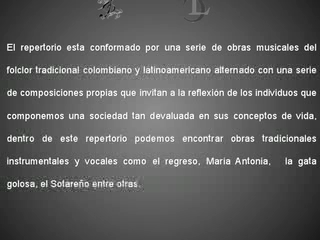 El repertorio esta conformado por una serie de obras musicales del
folclor tradicional colombiano y latinoamericano alternado con una serie
de composiciones propias que invitan a la reflexión de los individuos que
componemos una sociedad tan devaluada en sus conceptos de vida,
dentro de este repertorio podemos encontrar obras tradicionales
instrumentales y vocales como el regreso, Maria Antonia, la gata
golosa, el Sotareño entre otras.